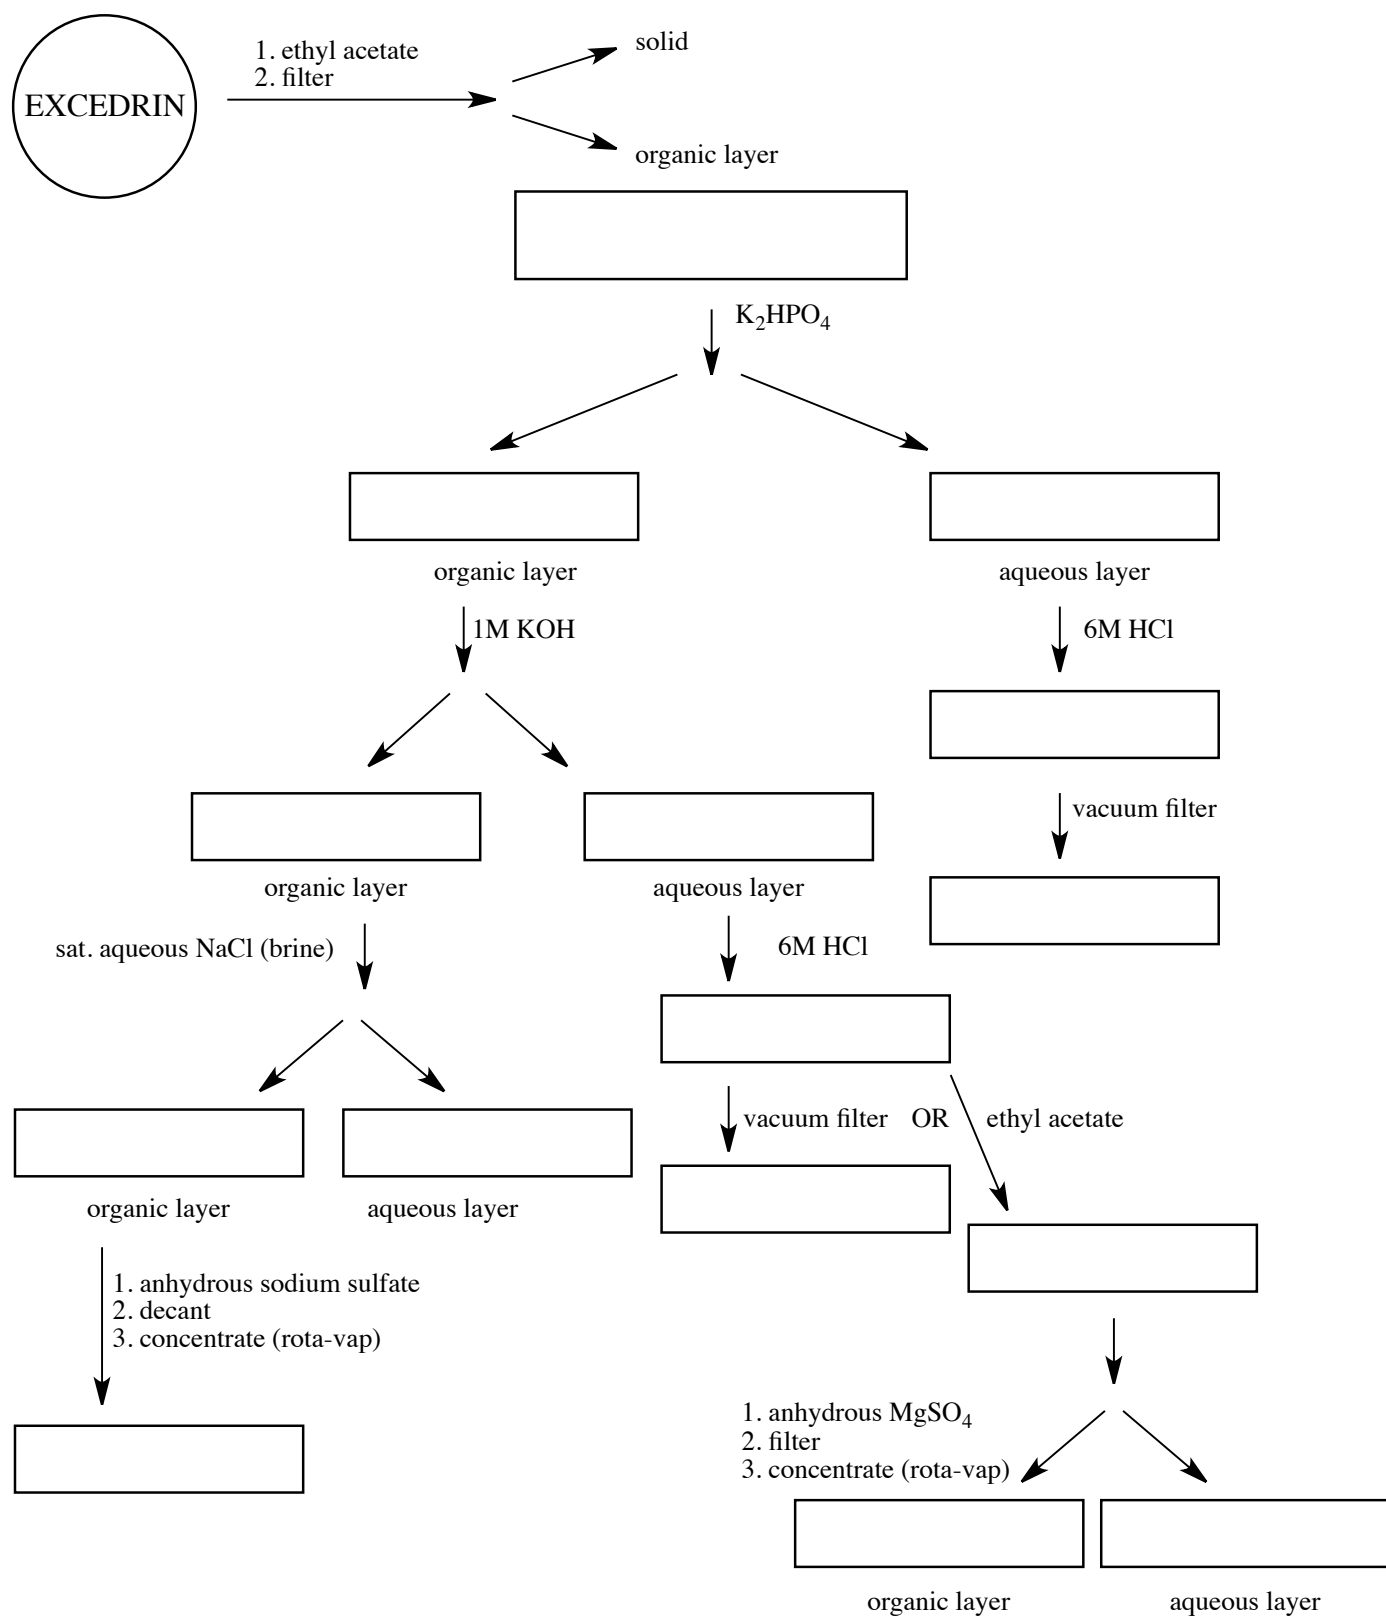 EXCEDRIN
1. ethyl acetate
2. filter
solid
organic layer
K₂HPO₄
organic layer
aqueous layer
1M KOH
6M HCl
vacuum filter
organic layer
aqueous layer
sat. aqueous NaCl (brine)
6M HCl
vacuum filter OR ethyl acetate
organic layer
aqueous layer
1. anhydrous sodium sulfate
2. decant
3. concentrate (rota-vap)
1. anhydrous MgSO₄
2. filter
3. concentrate (rota-vap)
organic layer
aqueous layer